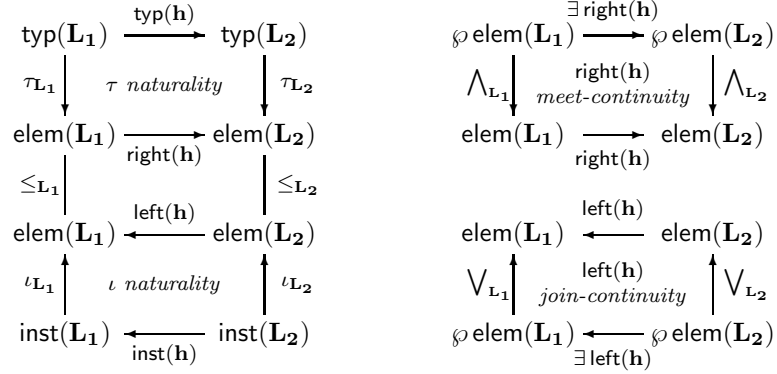 typ(h) ∃ right(h)
typ(L₁) typ(L₂) ℘ elem(L₁) ℘ elem(L₂)
τ_L₁ τ naturality τ_L₂ ⋀_L₁ right(h) meet-continuity ⋀_L₂
elem(L₁) elem(L₂) elem(L₁) elem(L₂)
right(h) right(h)
≤_L₁ ≤_L₂
left(h) left(h)
elem(L₁) elem(L₂) elem(L₁) elem(L₂)
ι_L₁ ι naturality ι_L₂ ⋁_L₁ left(h) join-continuity ⋁_L₂
inst(L₁) inst(L₂) ℘ elem(L₁) ℘ elem(L₂)
inst(h) ∃ left(h)